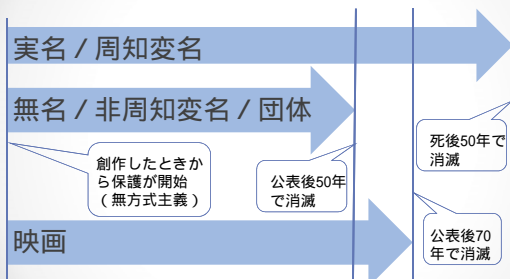 実名 / 周知変名
無名 / 非周知変名 / 団体
創作したときか
ら保護が開始
(無方式主義)
公表後50年
で消滅
死後50年で
消滅
映画
公表後70
年で消滅